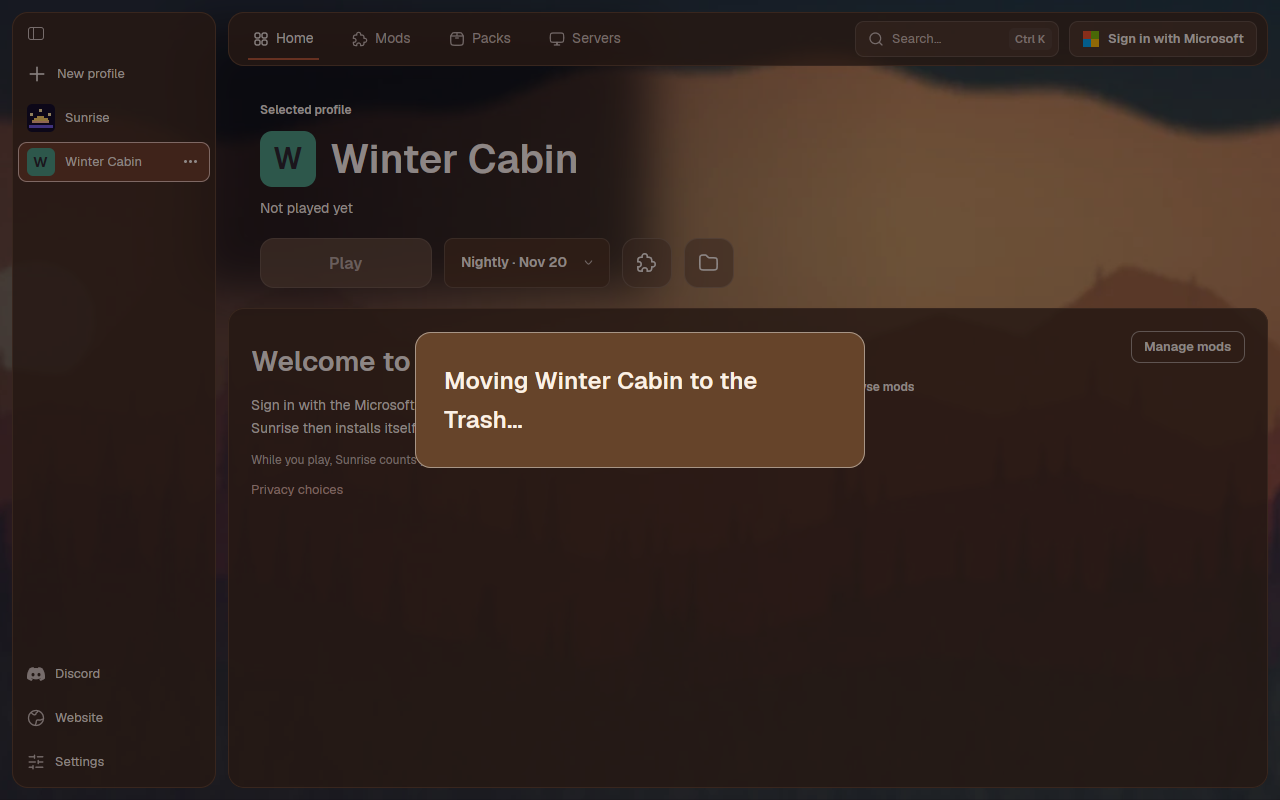 New profile
Sunrise
W
Winter Cabin
Discord
Website
Settings
Home
Mods
Packs
Servers
Search...
Ctrl K
Sign in with Microsoft
Selected profile
W
Winter Cabin
Not played yet
Play
Nightly · Nov 20
Welcome to
Manage mods
Sign in with the Microsoft
Sunrise then installs itself
While you play, Sunrise counts
Privacy choices
Moving Winter Cabin to the
Trash...
mods